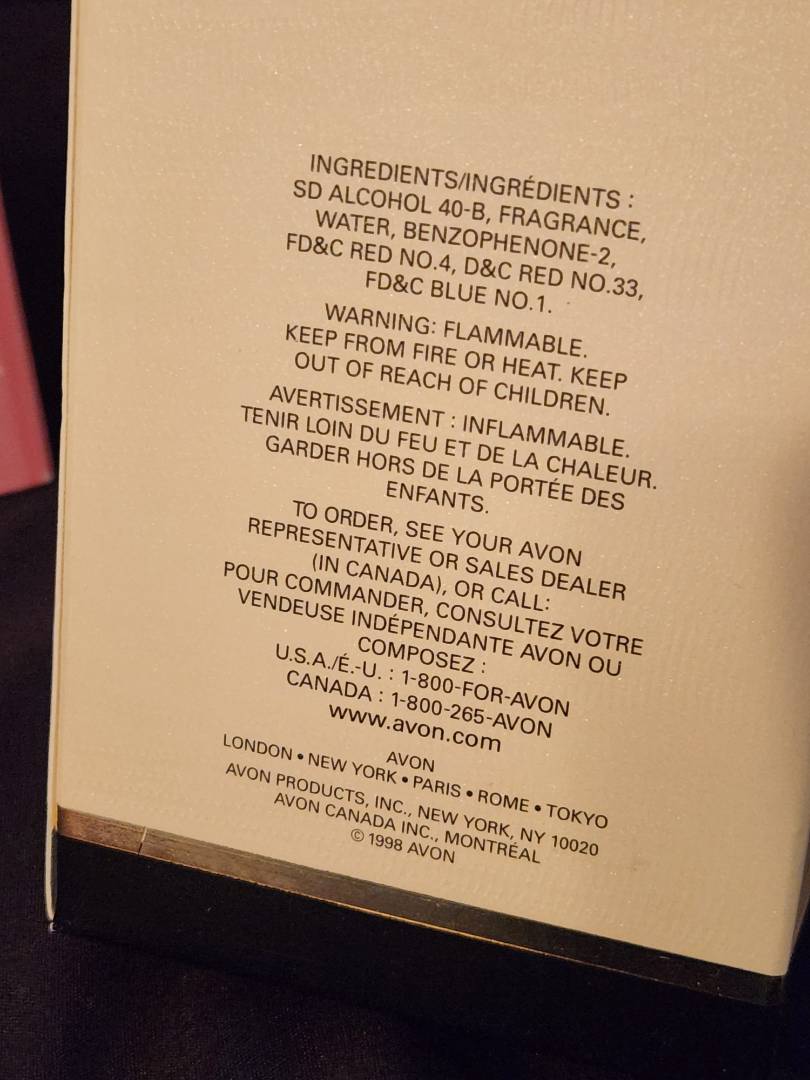 INGREDIENTS/INGRÉDIENTS :
SD ALCOHOL 40-B, FRAGRANCE,
WATER, BENZOPHENONE-2,
FD&C RED NO.4, D&C RED NO.33,
FD&C BLUE NO.1.
WARNING: FLAMMABLE.
KEEP FROM FIRE OR HEAT. KEEP
OUT OF REACH OF CHILDREN.
AVERTISSEMENT : INFLAMMABLE.
TENIR LOIN DU FEU ET DE LA CHALEUR.
GARDER HORS DE LA PORTÉE DES
ENFANTS.
TO ORDER, SEE YOUR AVON
REPRESENTATIVE OR SALES DEALER
(IN CANADA), OR CALL:
POUR COMMANDER, CONSULTEZ VOTRE
VENDEUSE INDÉPENDANTE AVON OU
COMPOSEZ :
U.S.A./É.-U. : 1-800-FOR-AVON
CANADA : 1-800-265-AVON
www.avon.com
AVON
LONDON • NEW YORK • PARIS • ROME • TOKYO
AVON PRODUCTS, INC., NEW YORK, NY 10020
AVON CANADA INC., MONTRÉAL
© 1998 AVON